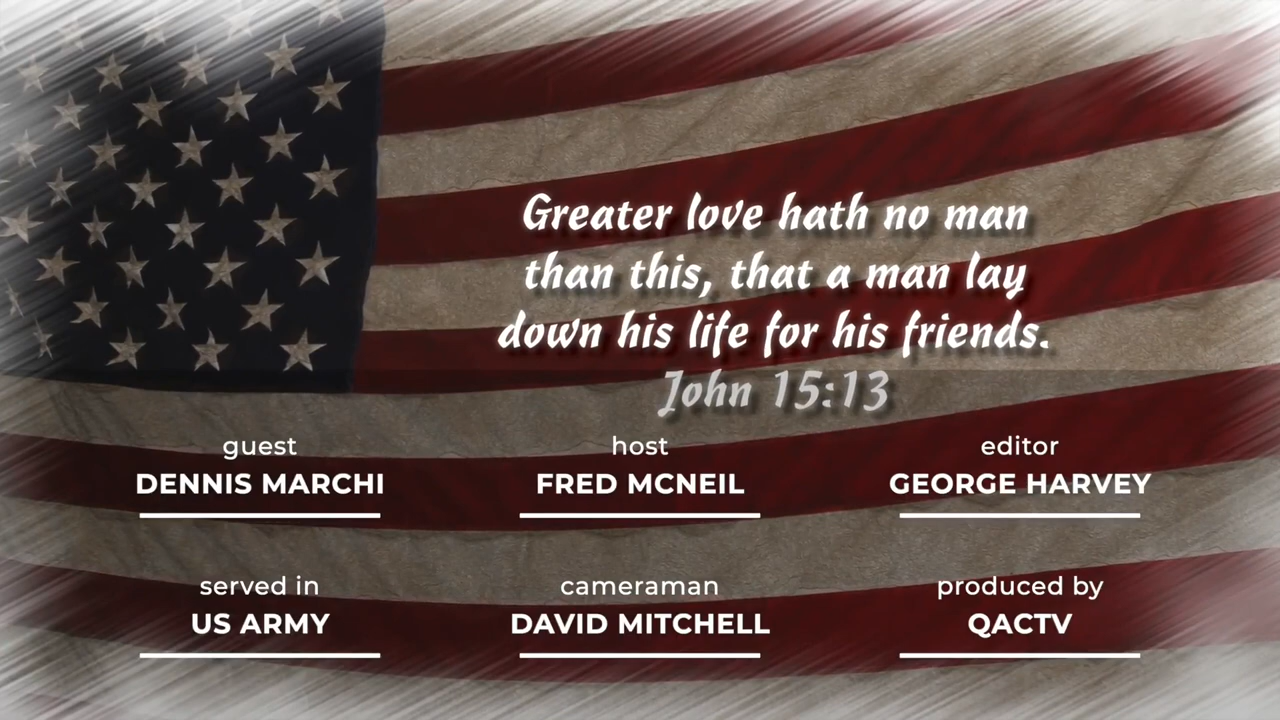 Greater love hath no man
than this, that a man lay
down his life for his friends.
John 15:13
guest
DENNIS MARCHI
host
FRED MCNEIL
editor
GEORGE HARVEY
served in
US ARMY
cameraman
DAVID MITCHELL
produced by
QACTV